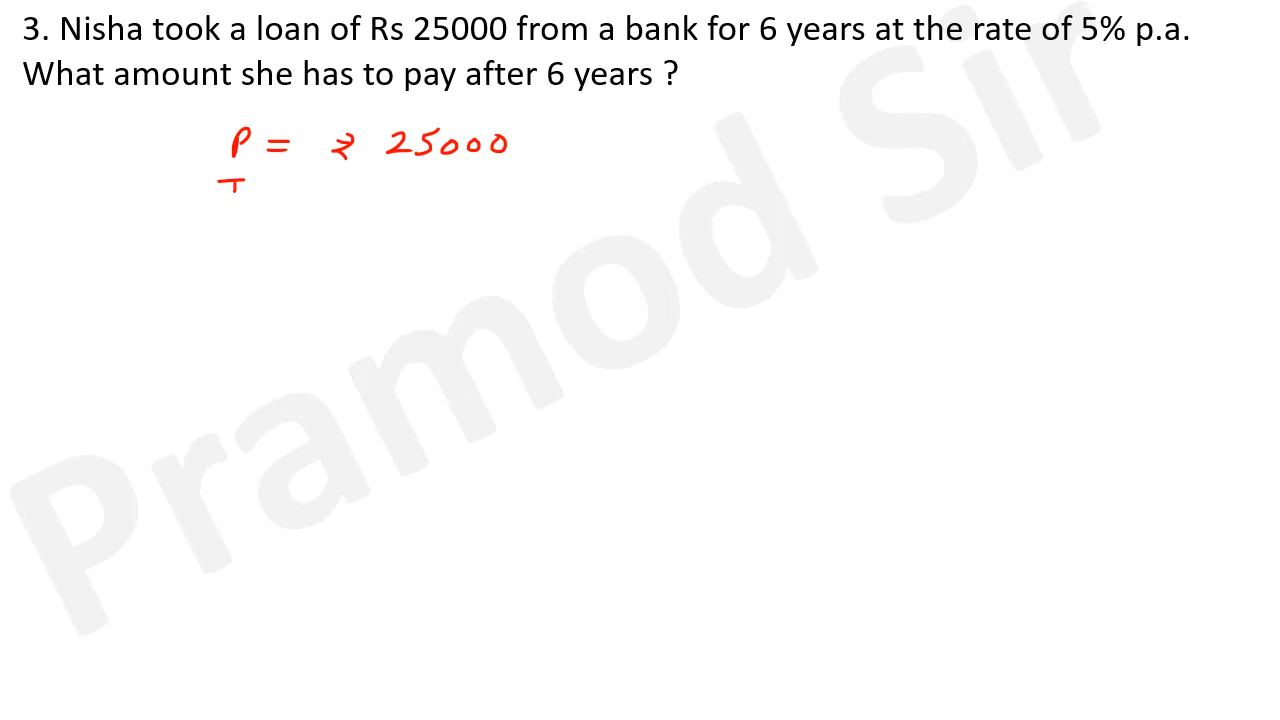 3. Nisha took a loan of Rs 25000 from a bank for 6 years at the rate of 5% p.a.
What amount she has to pay after 6 years ?
P = ₹ 25000
T
Pramod Sir